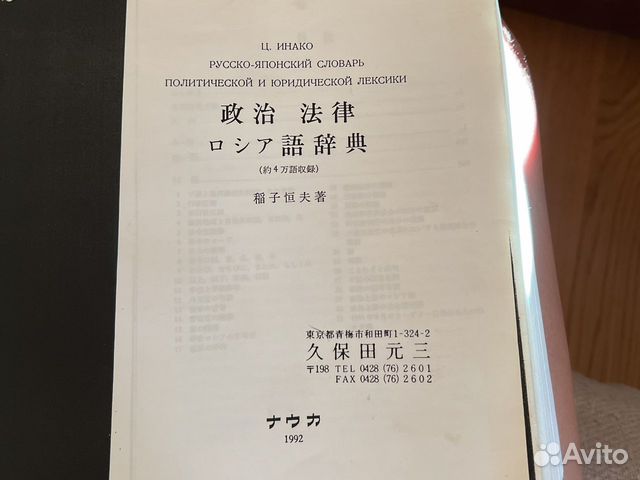 Ц. ИНАКО
РУССКО-ЯПОНСКИЙ СЛОВАРЬ
ПОЛИТИЧЕСКОЙ И ЮРИДИЧЕСКОЙ ЛЕКСИКИ
政治 法律
ロシア語辞典
(約4万語収録)
稲子恒夫著
東京都青梅市和田町1-324-2
久保田元三
〒198 TEL 0428 (76) 2601
FAX 0428 (76) 2602
ナウカ
1992
Avito